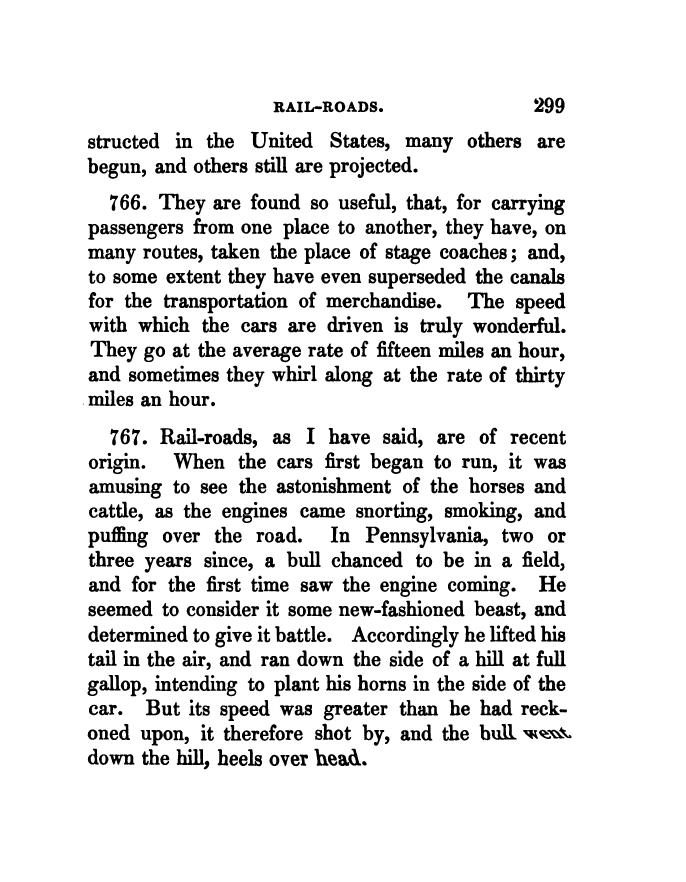 RAIL-ROADS. 299
structed in the United States, many others are
begun, and others still are projected.
766. They are found so useful, that, for carrying
passengers from one place to another, they have, on
many routes, taken the place of stage coaches; and,
to some extent they have even superseded the canals
for the transportation of merchandise. The speed
with which the cars are driven is truly wonderful.
They go at the average rate of fifteen miles an hour,
and sometimes they whirl along at the rate of thirty
miles an hour.
767. Rail-roads, as I have said, are of recent
origin. When the cars first began to run, it was
amusing to see the astonishment of the horses and
cattle, as the engines came snorting, smoking, and
puffing over the road. In Pennsylvania, two or
three years since, a bull chanced to be in a field,
and for the first time saw the engine coming. He
seemed to consider it some new-fashioned beast, and
determined to give it battle. Accordingly he lifted his
tail in the air, and ran down the side of a hill at full
gallop, intending to plant his horns in the side of the
car. But its speed was greater than he had reck-
oned upon, it therefore shot by, and the bull went
down the hill, heels over head.